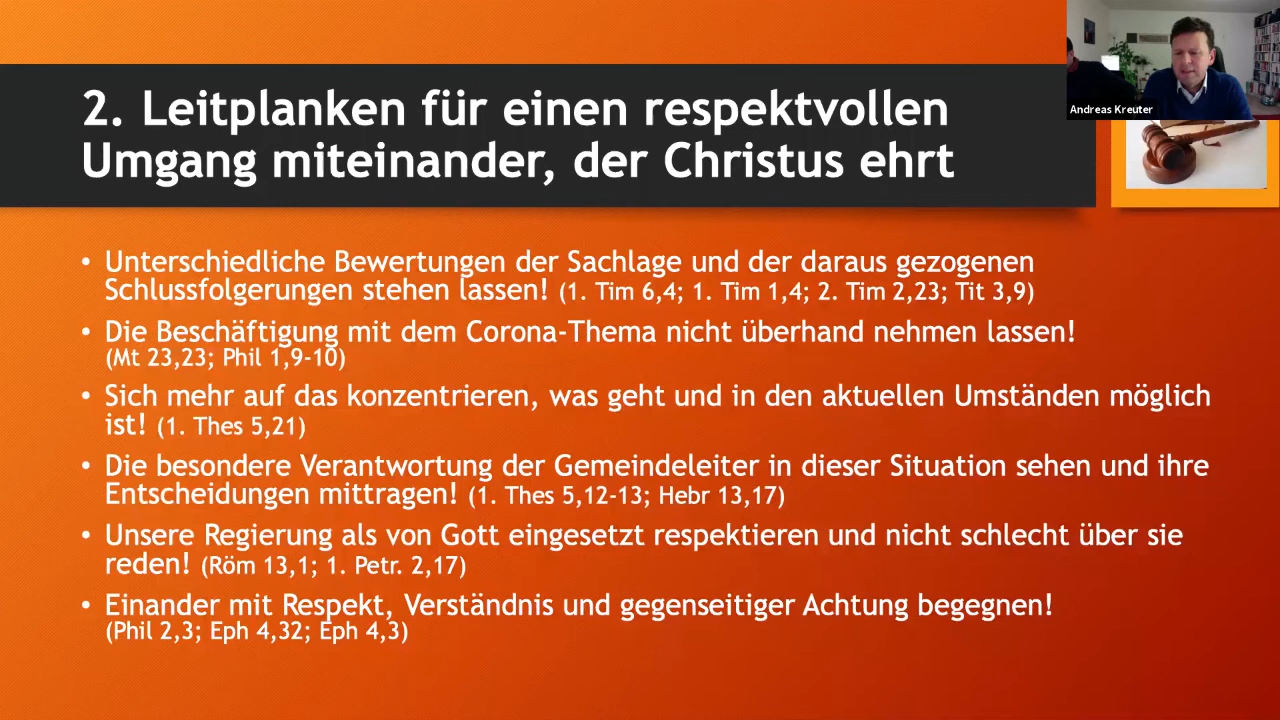 2. Leitplanken für einen respektvollen
Umgang miteinander, der Christus ehrt
Andreas Kreuter
• Unterschiedliche Bewertungen der Sachlage und der daraus gezogenen
Schlussfolgerungen stehen lassen! (1. Tim 6,4; 1. Tim 1,4; 2. Tim 2,23; Tit 3,9)
• Die Beschäftigung mit dem Corona-Thema nicht überhand nehmen lassen!
(Mt 23,23; Phil 1,9-10)
• Sich mehr auf das konzentrieren, was geht und in den aktuellen Umständen möglich
ist! (1. Thes 5,21)
• Die besondere Verantwortung der Gemeindeleiter in dieser Situation sehen und ihre
Entscheidungen mittragen! (1. Thes 5,12-13; Hebr 13,17)
• Unsere Regierung als von Gott eingesetzt respektieren und nicht schlecht über sie
reden! (Röm 13,1; 1. Petr. 2,17)
• Einander mit Respekt, Verständnis und gegenseitiger Achtung begegnen!
(Phil 2,3; Eph 4,32; Eph 4,3)